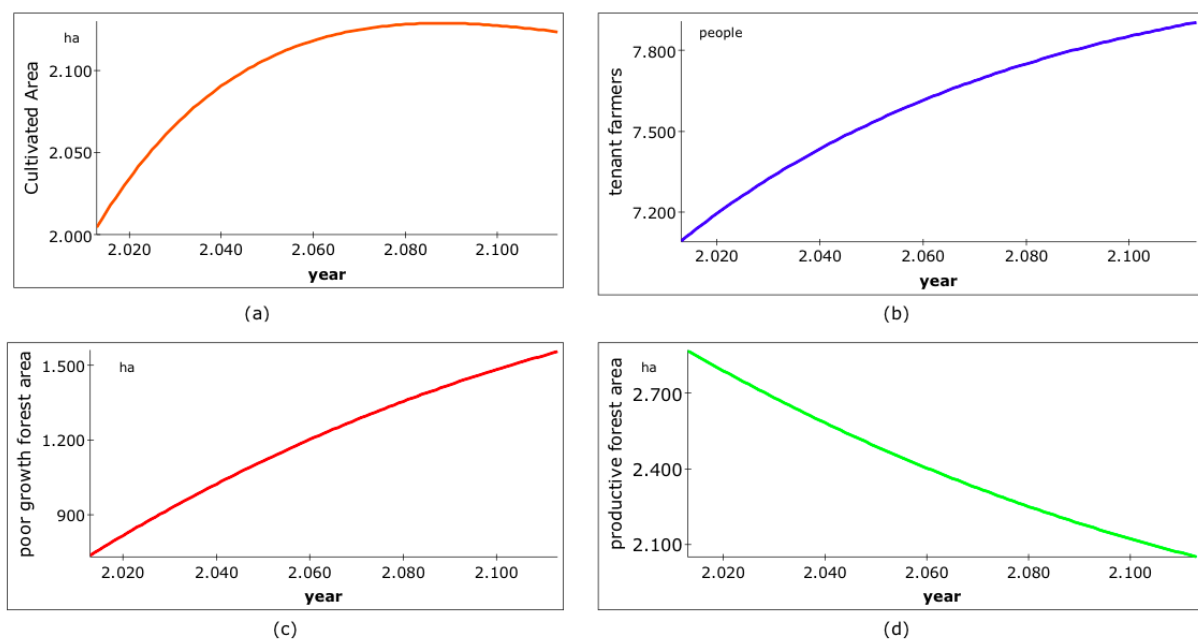 ha
Cultivated Area
2.100
2.050
2.000
2.020 2.040 2.060 2.080 2.100
year
(a)
people
tenant farmers
7.800
7.500
7.200
2.020 2.040 2.060 2.080 2.100
year
(b)
ha
poor growth forest area
1.500
1.200
900
2.020 2.040 2.060 2.080 2.100
year
(c)
ha
productive forest area
2.700
2.400
2.100
2.020 2.040 2.060 2.080 2.100
year
(d)